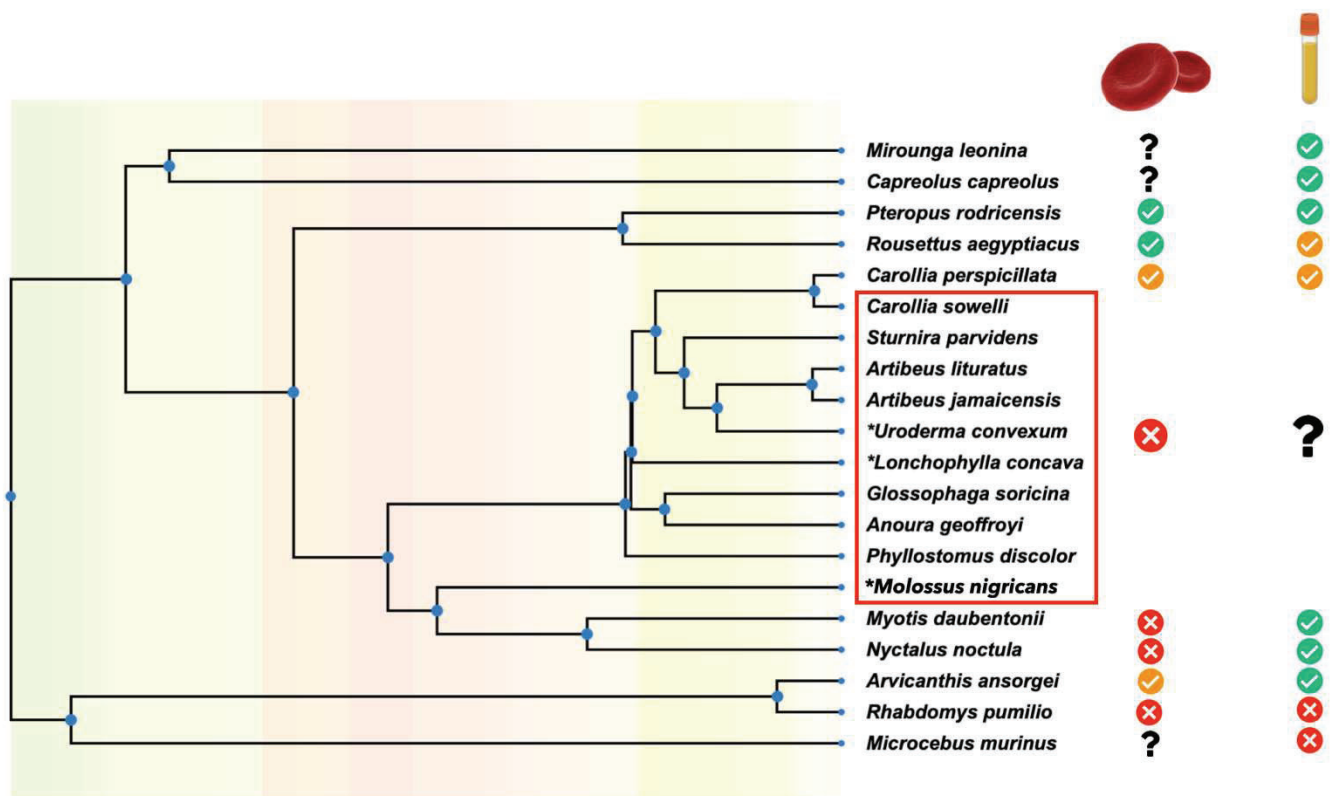 Mirounga leonina ?
Capreolus capreolus ?
Pteropus rodricensis
Rousettus aegyptiacus
Carollia perspicillata
Carollia sowelli
Sturnira parvidens
Artibeus lituratus
Artibeus jamaicensis
*Uroderma convexum ?
*Lonchophylla concava
Glossophaga soricina
Anoura geoffroyi
Phyllostomus discolor
*Molossus nigricans
Myotis daubentonii
Nyctalus noctula
Arvicanthis ansorgei
Rhabdomys pumilio
Microcebus murinus ?